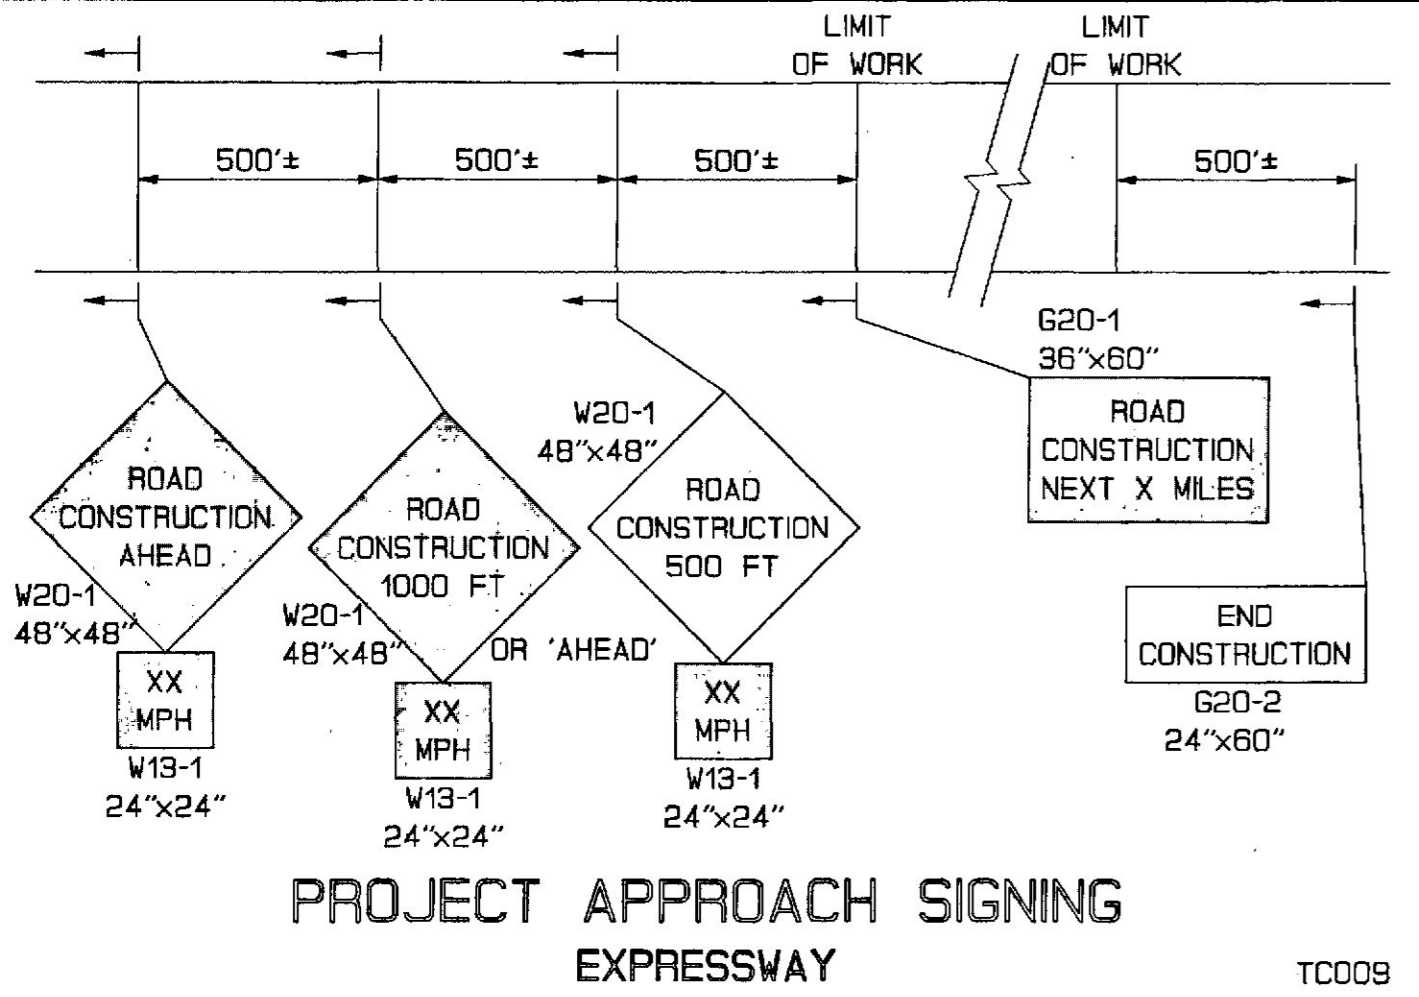 LIMIT
OF WORK
LIMIT
OF WORK
500'±
500'±
500'±
500'±
G20-1
36"x60"
ROAD
CONSTRUCTION
NEXT X MILES
W20-1
48"x48"
ROAD
CONSTRUCTION
AHEAD
W20-1
48"x48"
XX
MPH
W13-1
24"x24"
ROAD
CONSTRUCTION
1000 FT
W20-1
48"x48"
OR 'AHEAD'
XX
MPH
W13-1
24"x24"
ROAD
CONSTRUCTION
500 FT
XX
MPH
W13-1
24"x24"
END
CONSTRUCTION
G20-2
24"x60"
PROJECT APPROACH SIGNING
EXPRESSWAY
TC009